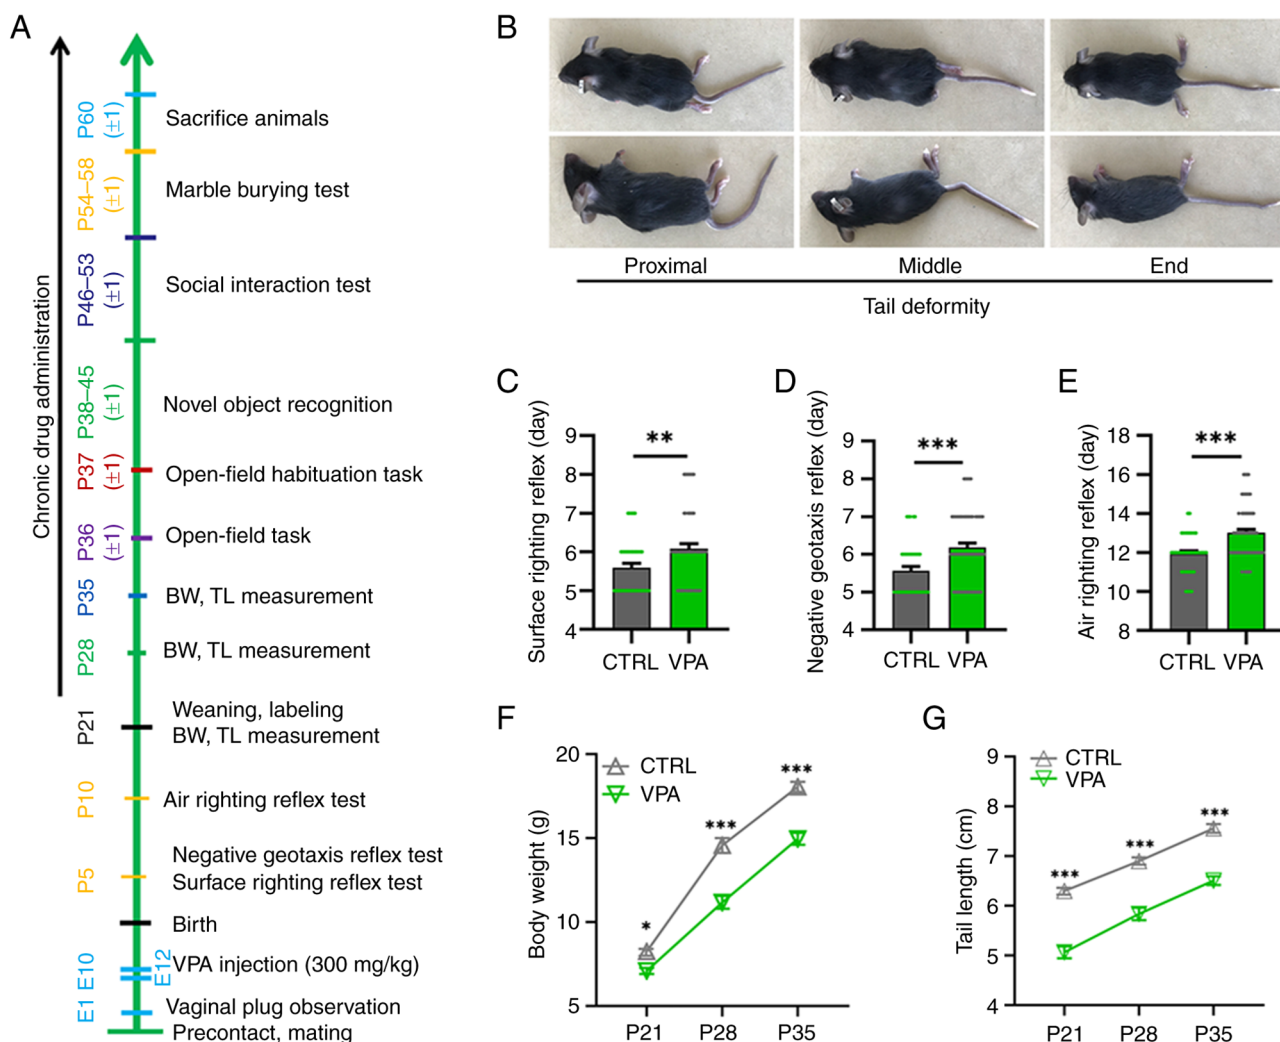 A
Chronic drug administration
P60
(±1)
Sacrifice animals
P54–58
(±1)
Marble burying test
P46–53
(±1)
Social interaction test
P38–45
(±1)
Novel object recognition
P37
(±1)
Open-field habituation task
P36
(±1)
Open-field task
P35
BW, TL measurement
P28
BW, TL measurement
P21
Weaning, labeling
BW, TL measurement
P10
Air righting reflex test
P5
Negative geotaxis reflex test
Surface righting reflex test
Birth
E10
E12
VPA injection (300 mg/kg)
E1
Vaginal plug observation
Precontact, mating
B
Proximal
Middle
End
Tail deformity
C
Surface righting reflex (day)
9
8
7
6
5
4
**
CTRL VPA
D
Negative geotaxis reflex (day)
9
8
7
6
5
4
***
CTRL VPA
E
Air righting reflex (day)
18
16
14
12
10
8
***
CTRL VPA
F
Body weight (g)
20
15
10
5
CTRL
VPA
*
***
***
P21 P28 P35
G
Tail length (cm)
9
8
7
6
5
4
CTRL
VPA
***
***
***
P21 P28 P35